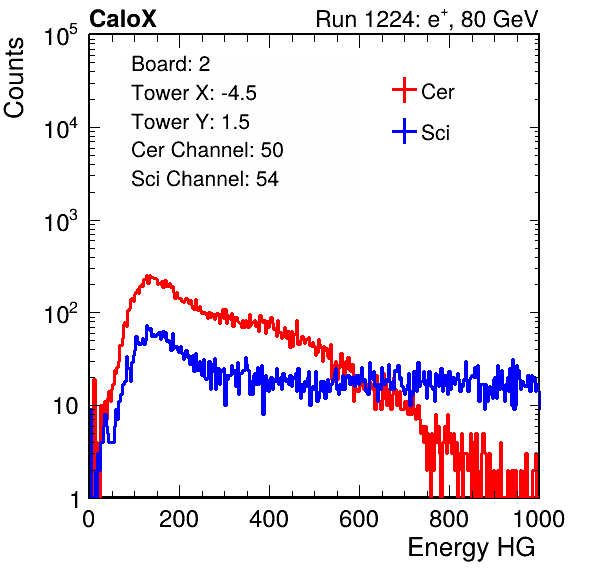 CaloX Run 1224: e⁺, 80 GeV
Counts
Board: 2
Tower X: -4.5
Tower Y: 1.5
Cer Channel: 50
Sci Channel: 54
Cer
Sci
10⁵
10⁴
10³
10²
10
1
0 200 400 600 800 1000
Energy HG